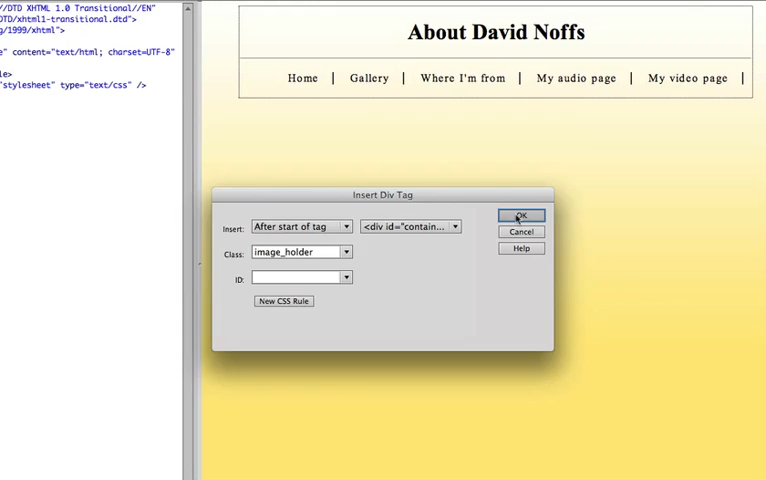 //DTD XHTML 1.0 Transitional//EN"
DTD/xhtml1-transitional.dtd">
g/1999/xhtml">
e" content="text/html; charset=UTF-8"
le>
"stylesheet" type="text/css" />
About David Noffs
Home | Gallery | Where I'm from | My audio page | My video page |
Insert Div Tag
Insert: After start of tag <div id="contain...
Class: image_holder
ID:
New CSS Rule
OK
Cancel
Help